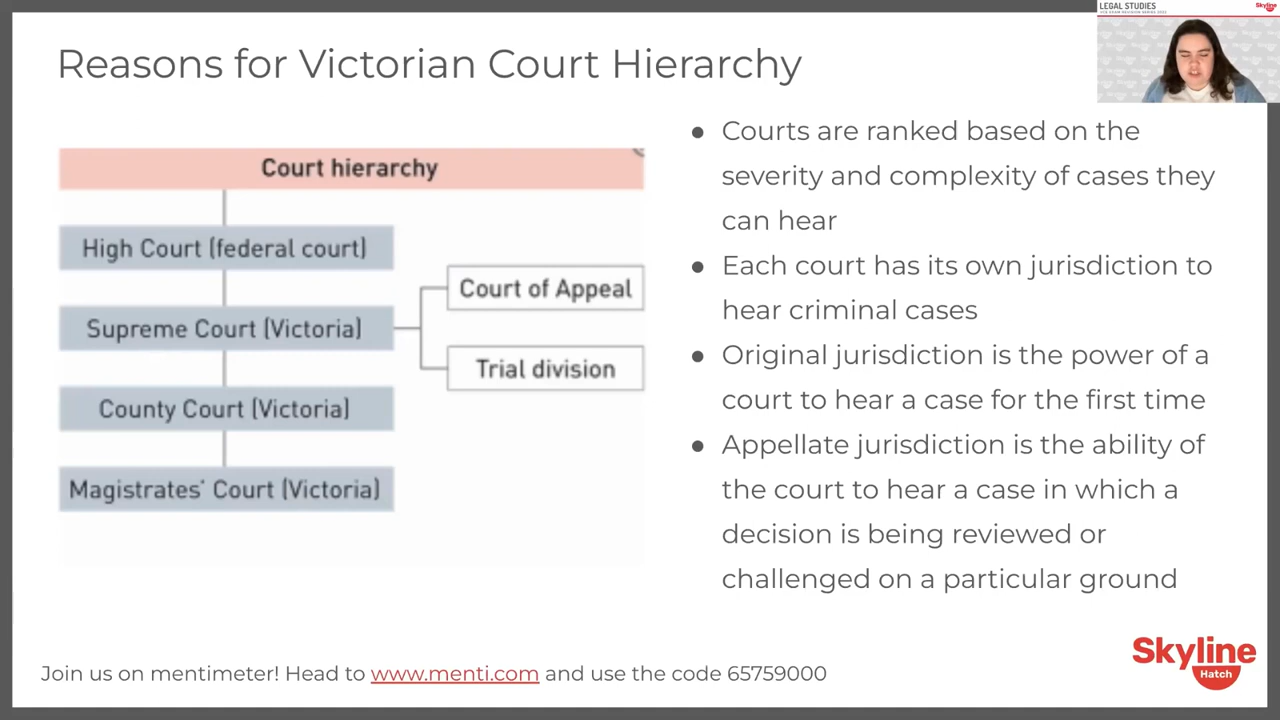 LEGAL STUDIES
Skyline
Reasons for Victorian Court Hierarchy
Court hierarchy
High Court (federal court)
Supreme Court (Victoria)
Court of Appeal
Trial division
County Court (Victoria)
Magistrates' Court (Victoria)
● Courts are ranked based on the
severity and complexity of cases they
can hear
● Each court has its own jurisdiction to
hear criminal cases
● Original jurisdiction is the power of a
court to hear a case for the first time
● Appellate jurisdiction is the ability of
the court to hear a case in which a
decision is being reviewed or
challenged on a particular ground
Join us on mentimeter! Head to www.menti.com and use the code 65759000
Skyline
Hatch